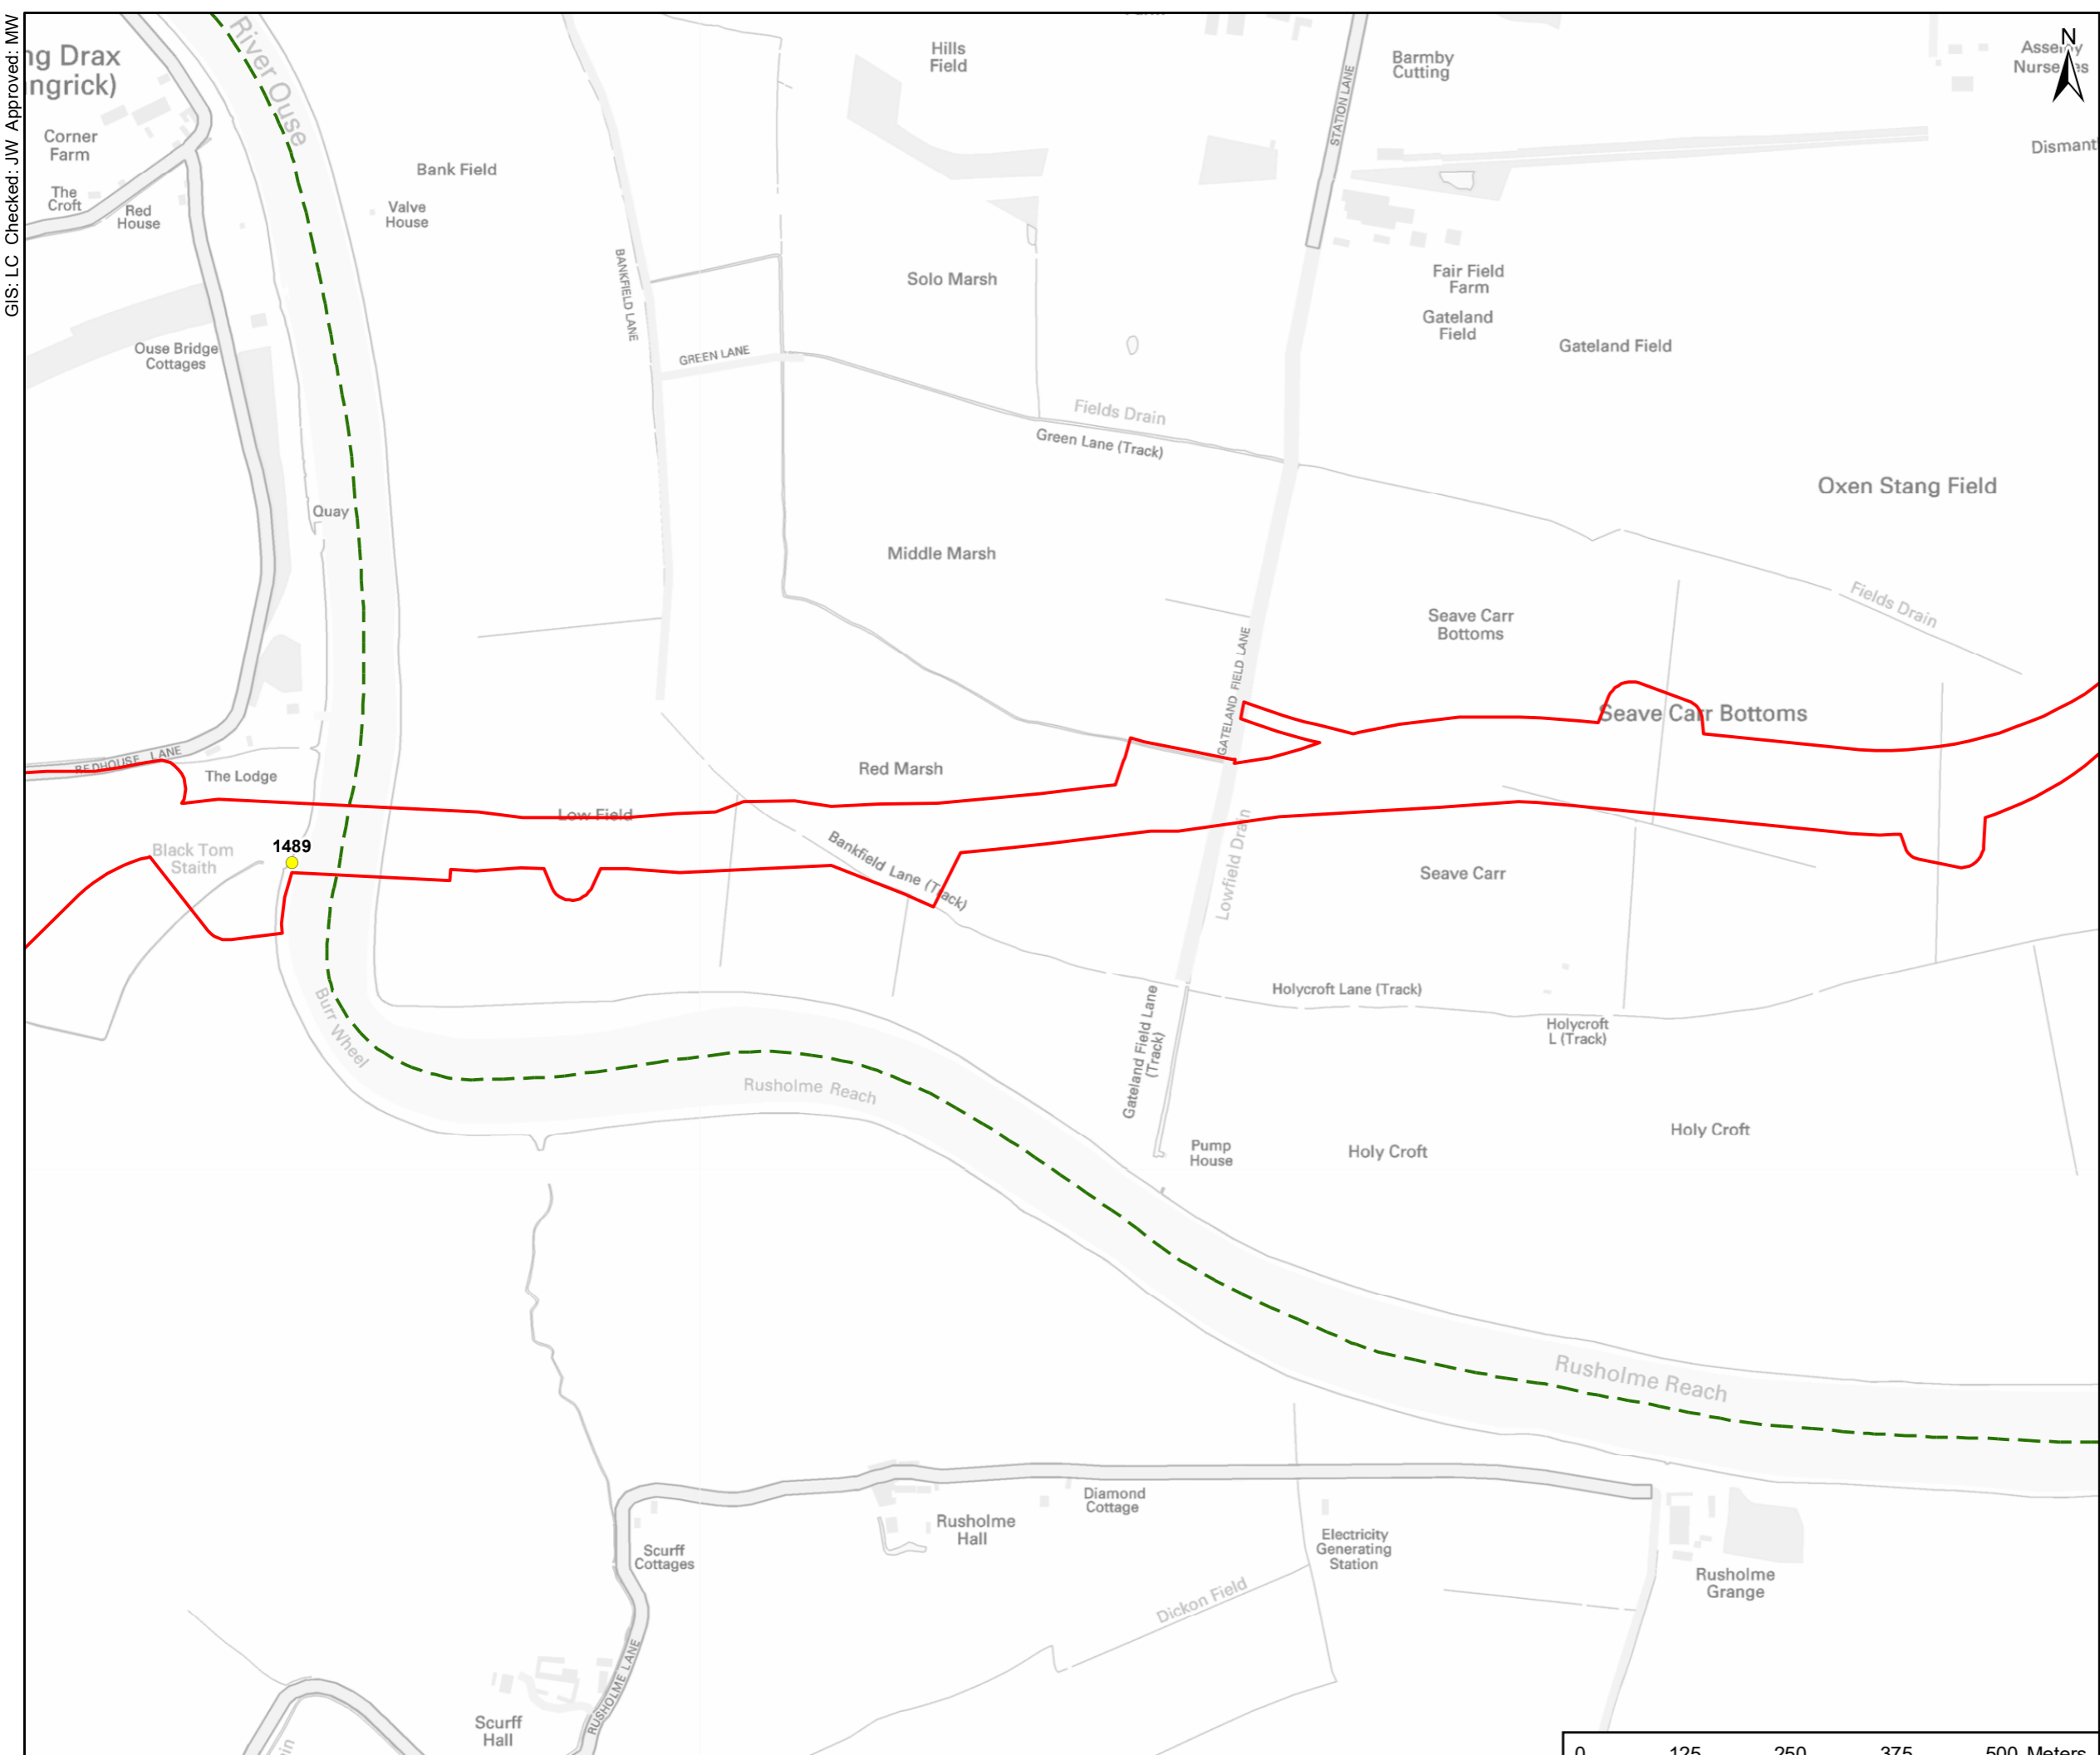 GIS: LC Checked: JW Approved: MW
ng Drax
ngrick)
River Ouse
Hills
Field
Barmby
Cutting
STATION LANE
N
Corner
Farm
The
Croft
Red
House
Bank Field
Valve
House
Dismant
BANKFIELD LANE
Solo Marsh
Fair Field
Farm
Gateland
Field
Gateland Field
Ouse Bridge
Cottages
GREEN LANE
Fields Drain
Green Lane (Track)
Oxen Stang Field
Quay
Middle Marsh
Fields Drain
Seave Carr
Bottoms
GATELAND FIELD LANE
Seave Carr Bottoms
REDHOUSE LANE
The Lodge
Red Marsh
Low Field
1489
Black Tom
Staith
Bankfield Lane (Track)
Lowfield Drain
Seave Carr
Burr Wheel
Holycroft Lane (Track)
Holycroft
L (Track)
Gateland Field Lane
(Track)
Rusholme Reach
Pump
House
Holy Croft
Holy Croft
Rusholme Reach
Diamond
Cottage
Rusholme
Hall
Electricity
Generating
Station
Scurff
Cottages
Rusholme
Grange
Dickon Field
RUSHOLME LANE
Scurff
Hall
0 125 250 375 500 Meters